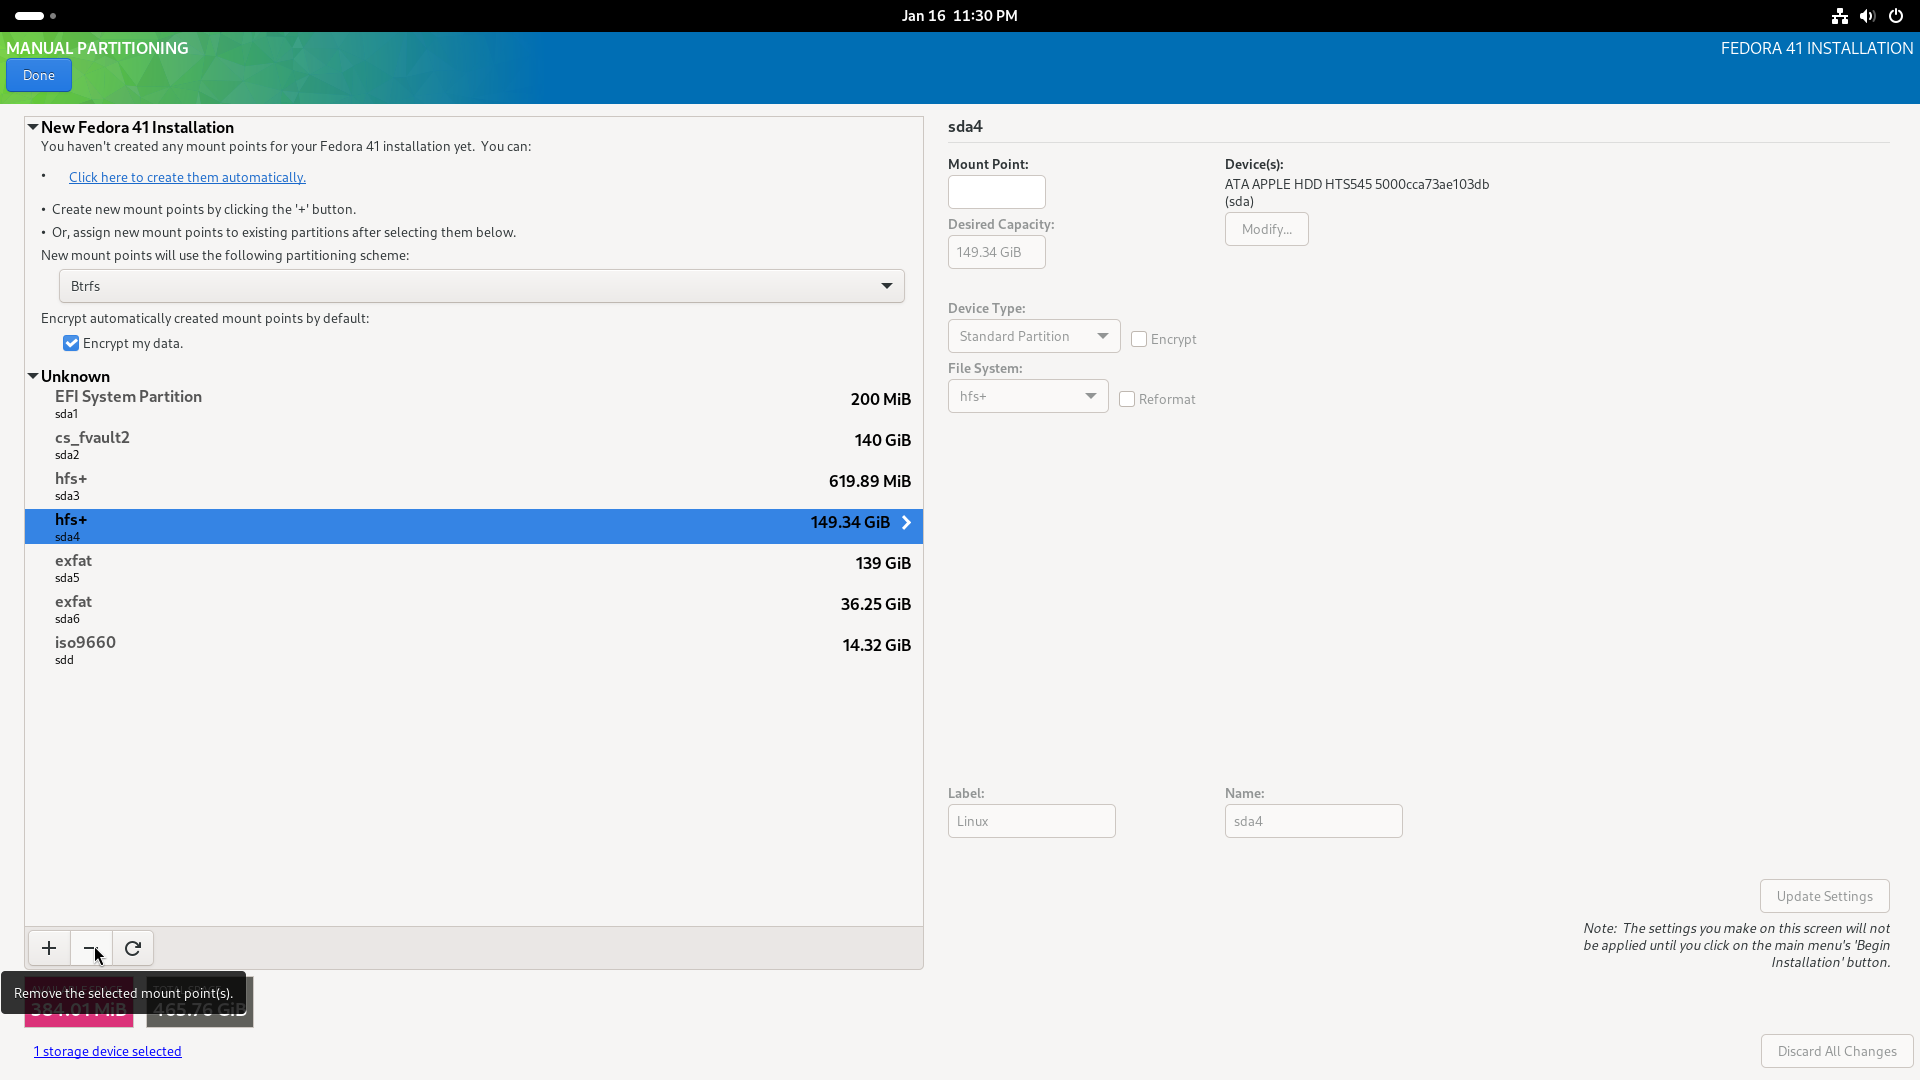 Jan 16 11:30 PM
MANUAL PARTITIONING
FEDORA 41 INSTALLATION
Done
New Fedora 41 Installation
You haven't created any mount points for your Fedora 41 installation yet. You can:
• Click here to create them automatically.
• Create new mount points by clicking the '+' button.
• Or, assign new mount points to existing partitions after selecting them below.
New mount points will use the following partitioning scheme:
Btrfs
Encrypt automatically created mount points by default:
Encrypt my data.
Unknown
EFI System Partition 200 MiB
sda1
cs_fvault2 140 GiB
sda2
hfs+ 619.89 MiB
sda3
hfs+ 149.34 GiB
sda4
exfat 139 GiB
sda5
exfat 36.25 GiB
sda6
iso9660 14.32 GiB
sdd
Remove the selected mount point(s).
384.01 MiB 465.76 GiB
1 storage device selected
sda4
Mount Point:
Device(s):
ATA APPLE HDD HTS545 5000cca73ae103db
(sda)
Modify...
Desired Capacity:
149.34 GiB
Device Type:
Standard Partition
Encrypt
File System:
hfs+
Reformat
Label:
Linux
Name:
sda4
Update Settings
Note: The settings you make on this screen will not
be applied until you click on the main menu's 'Begin
Installation' button.
Discard All Changes